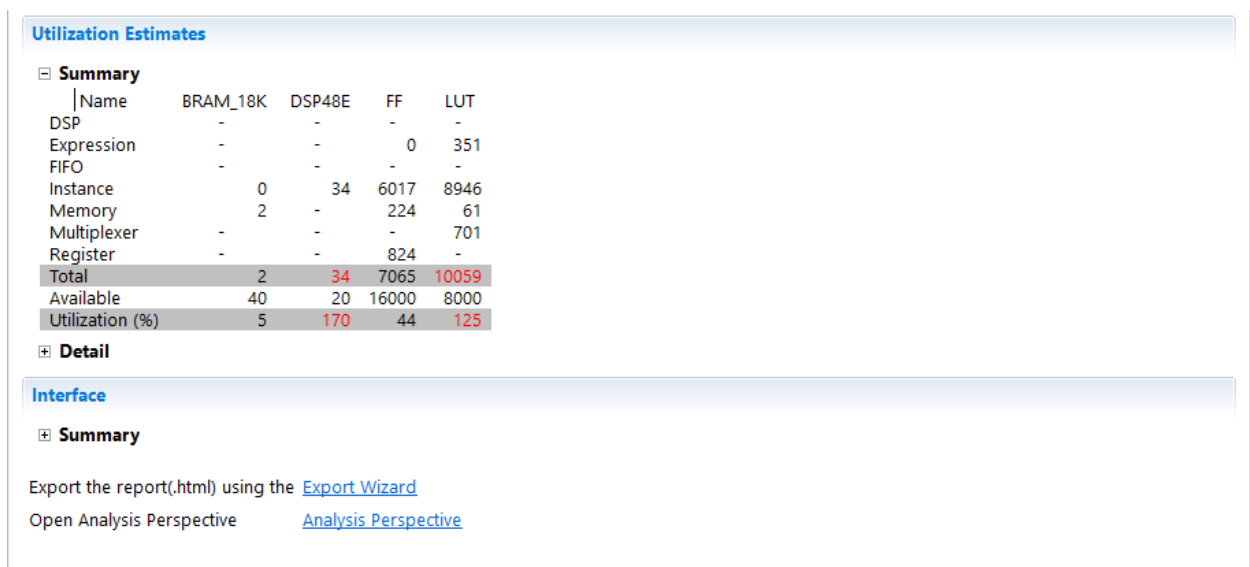 Utilization Estimates
Summary
Name BRAM_18K DSP48E FF LUT
DSP - - - -
Expression - - 0 351
FIFO - - - -
Instance 0 34 6017 8946
Memory 2 - 224 61
Multiplexer - - - 701
Register - - 824 -
Total 2 34 7065 10059
Available 40 20 16000 8000
Utilization (%) 5 170 44 125
Detail
Interface
Summary
Export the report(.html) using the Export Wizard
Open Analysis Perspective Analysis Perspective